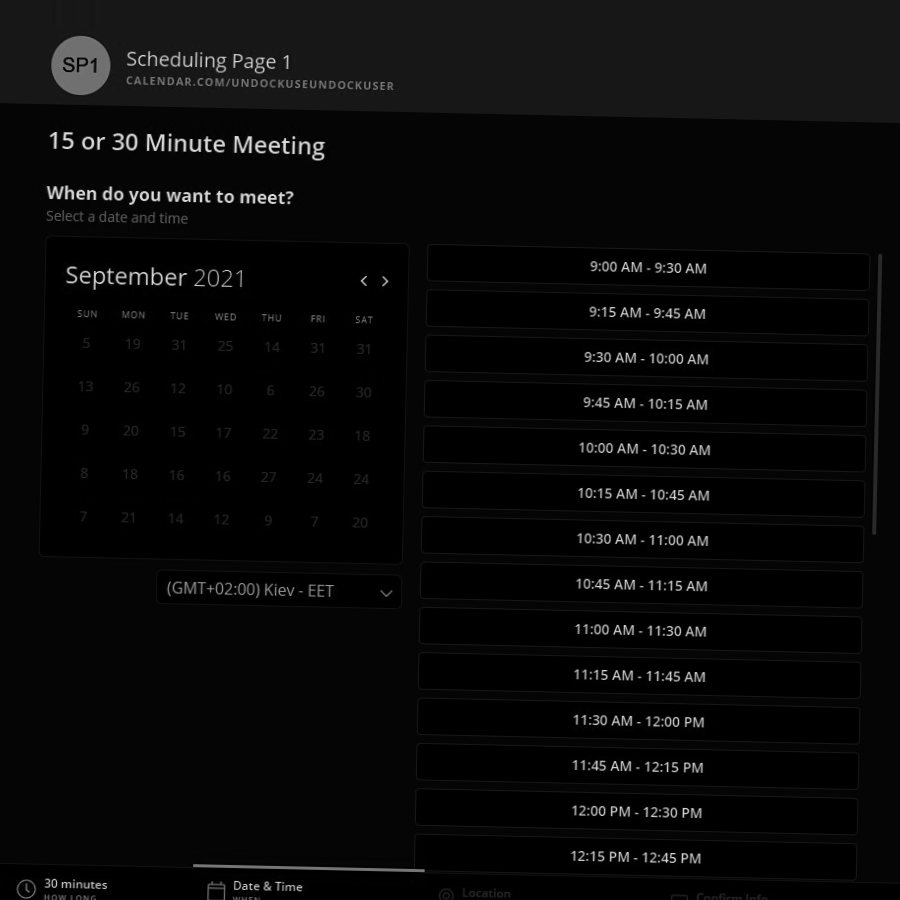 SP1
Scheduling Page 1
CALENDAR.COM/UNDOCKUSEUNDOCKUSER
15 or 30 Minute Meeting
When do you want to meet?
Select a date and time
September 2021
SUN MON TUE WED THU FRI SAT
5 19 31 25 14 31 31
13 26 12 10 6 26 30
9 20 15 17 22 23 18
8 18 16 16 27 24 24
7 21 14 12 9 7 20
(GMT+02:00) Kiev - EET
9:00 AM - 9:30 AM
9:15 AM - 9:45 AM
9:30 AM - 10:00 AM
9:45 AM - 10:15 AM
10:00 AM - 10:30 AM
10:15 AM - 10:45 AM
10:30 AM - 11:00 AM
10:45 AM - 11:15 AM
11:00 AM - 11:30 AM
11:15 AM - 11:45 AM
11:30 AM - 12:00 PM
11:45 AM - 12:15 PM
12:00 PM - 12:30 PM
12:15 PM - 12:45 PM
30 minutes
HOW LONG
Date & Time
WHEN
Location
Confirm Info